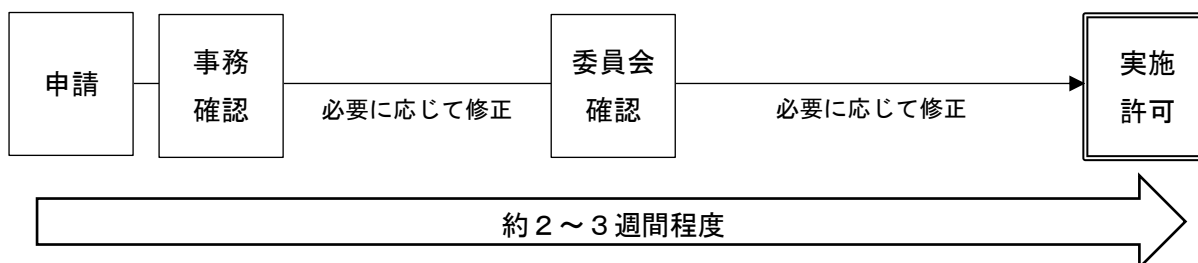 申請
事務
確認
必要に応じて修正
委員会
確認
必要に応じて修正
実施
許可
約２～３週間程度